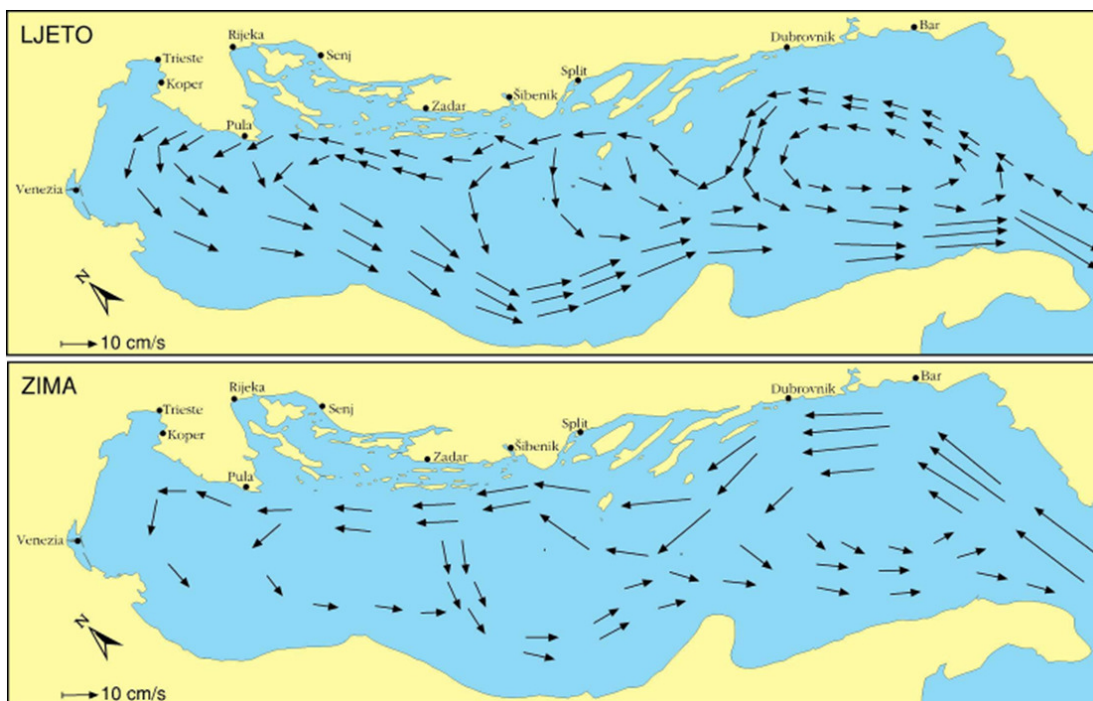 LJETO
Rijeka
Trieste
Senj
Koper
Pula
Zadar
Šibenik
Split
Dubrovnik
Bar
Venezia
N
10 cm/s
ZIMA
Rijeka
Trieste
Senj
Koper
Pula
Zadar
Šibenik
Split
Dubrovnik
Bar
Venezia
N
10 cm/s